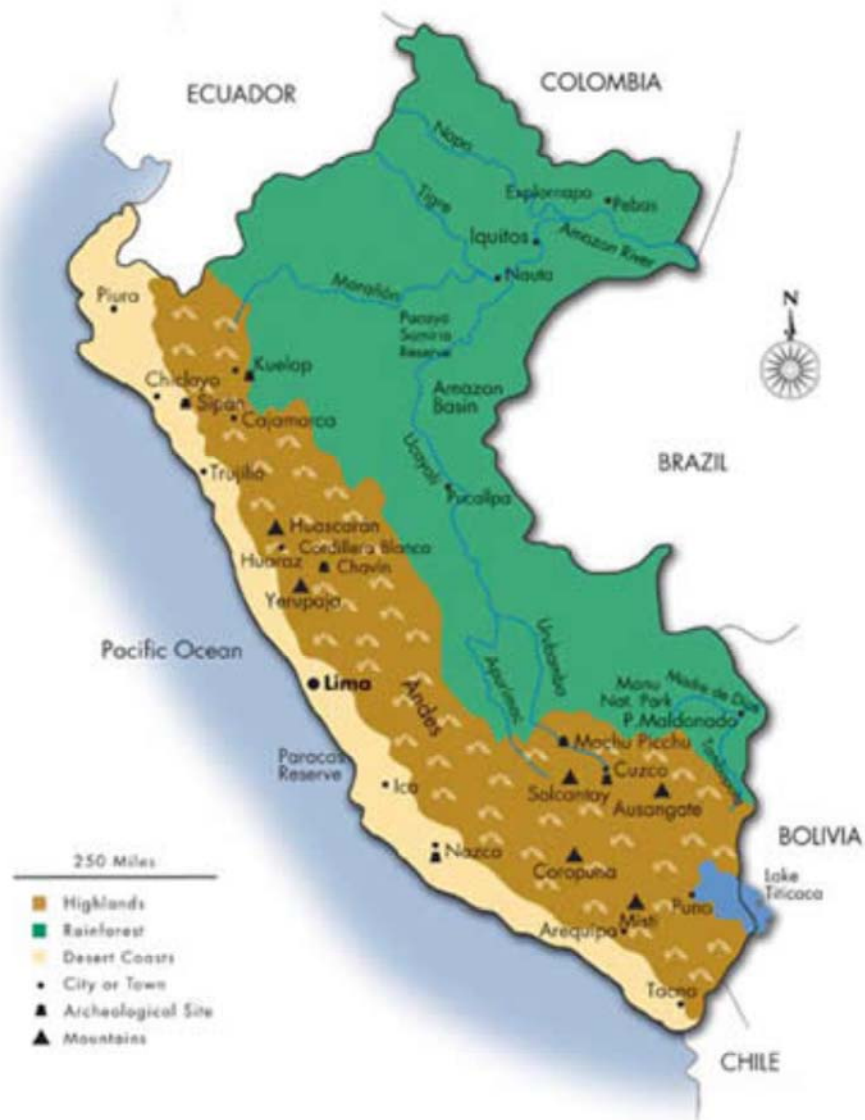 COLOMBIA
ECUADOR
Napo
Explornapo
Pebas
Tigre
Iquitos
Amazon River
Nauta
Marañón
Piura
N
Pacaya
Samiria
Reserve
Kuelap
Chiclayo
Amazon
Basin
Sipan
Cajamarca
BRAZIL
Ucayali
Trujillo
Pucallpa
Huascaran
Cordillera Blanca
Huaraz
Chavin
Yerupaja
Urubamba
Pacific Ocean
Apurimac
Lima
Andes
Manu
Nat. Park
Madre de Dios
P.Maldonado
Machu Picchu
Paracas
Reserve
Cuzco
Ica
Salcantay
Ausangate
BOLIVIA
Nazca
250 Miles
Coropuna
Lake
Titicaca
Highlands
Puno
Misti
Rainforest
Arequipa
Desert Coasts
City or Town
Tacna
Archeological Site
Mountains
CHILE